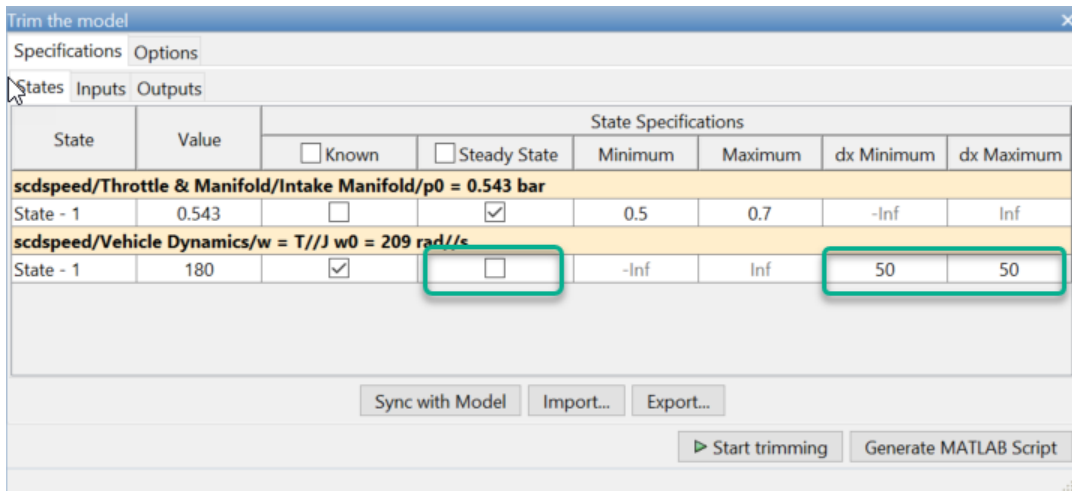 Trim the model
Specifications Options
States Inputs Outputs
State Value State Specifications
Known Steady State Minimum Maximum dx Minimum dx Maximum
scdspeed/Throttle & Manifold/Intake Manifold/p0 = 0.543 bar
State - 1 0.543 0.5 0.7 -Inf Inf
scdspeed/Vehicle Dynamics/w = T//J w0 = 209 rad//s
State - 1 180 -Inf Inf 50 50
Sync with Model Import... Export...
Start trimming Generate MATLAB Script